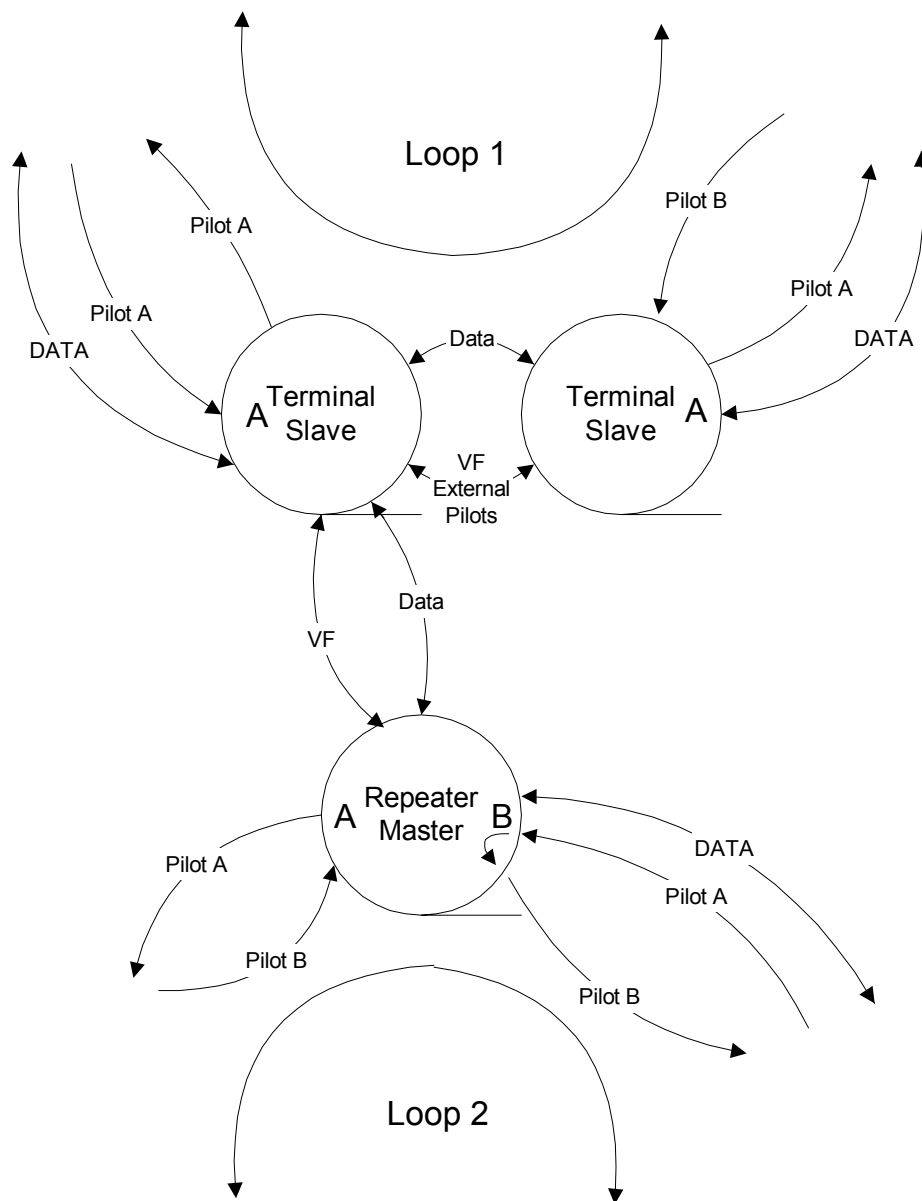 Loop 1
Pilot A
Pilot B
Pilot A
Pilot A
DATA
DATA
Data
A
Terminal
Slave
Terminal
Slave
A
VF
External
Pilots
Data
VF
A
Repeater
Master
B
DATA
Pilot A
Pilot A
Pilot B
Pilot B
Loop 2